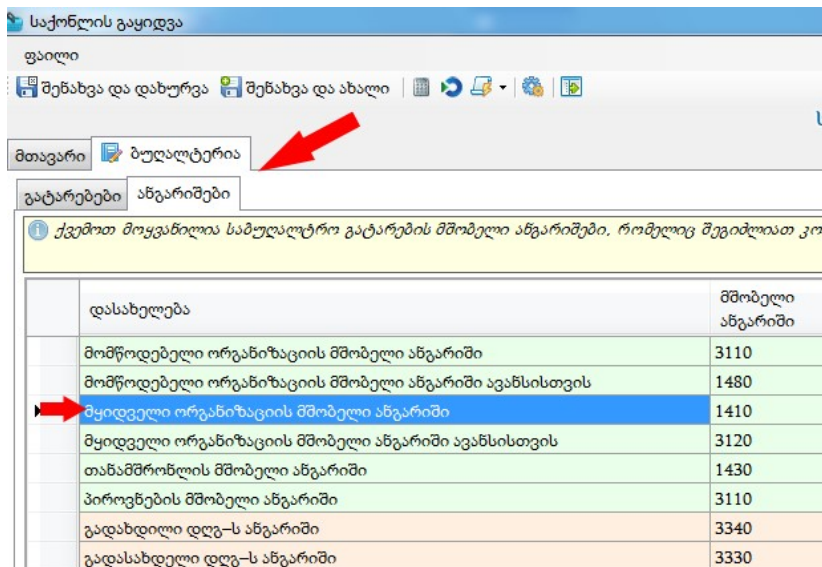 საქონლის გაყიდვა
ფაილი
შენახვა და დახურვა შენახვა და ახალი
მთავარი ბუღალტერია
გატარებები ანგარიშები
ქვემოთ მოყვანილია საბუღალტრო გატარების მშობელი ანგარიშები, რომელიც შეგიძლიათ კო
დასახელება
მშობელი
ანგარიში
მომწოდებელი ორგანიზაციის მშობელი ანგარიში 3110
მომწოდებელი ორგანიზაციის მშობელი ანგარიში ავანსისთვის 1480
მყიდველი ორგანიზაციის მშობელი ანგარიში 1410
მყიდველი ორგანიზაციის მშობელი ანგარიში ავანსისთვის 3120
თანამშრონლის მშობელი ანგარიში 1430
პიროვნების მშობელი ანგარიში 3110
გადახდილი დღგ–ს ანგარიში 3340
გადასახდელი დღგ–ს ანგარიში 3330